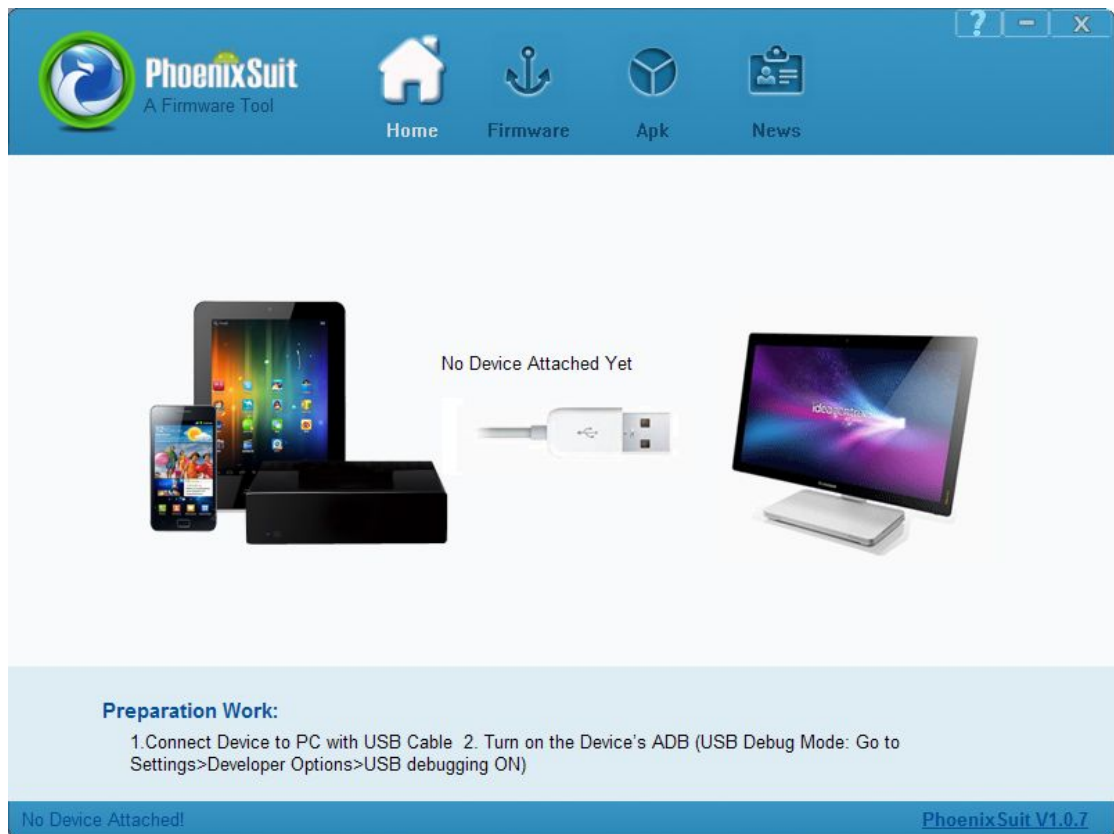 ? – X
PhoenixSuit
A Firmware Tool
Home Firmware Apk News
No Device Attached Yet
ideacentre
Preparation Work:
1.Connect Device to PC with USB Cable 2. Turn on the Device's ADB (USB Debug Mode: Go to
Settings>Developer Options>USB debugging ON)
No Device Attached!
PhoenixSuit V1.0.7